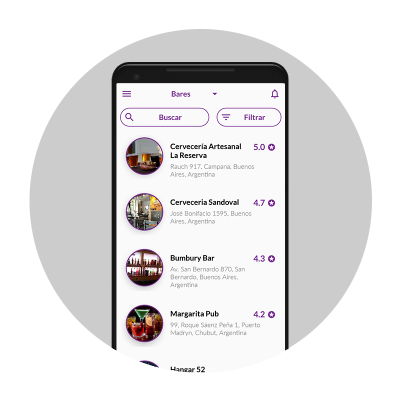 Bares
Buscar
Filtrar
Cervecería Artesanal
La Reserva
5.0
Rauch 917, Campana, Buenos
Aires, Argentina
Cerveceria Sandoval
4.7
José Bonifacio 1595, Buenos
Aires, Argentina
Bumbury Bar
4.3
Av. San Bernardo 870, San
Bernardo, Buenos Aires,
Argentina
Margarita Pub
4.2
99, Roque Sáenz Peña 1, Puerto
Madryn, Chubut, Argentina
Hangar 52